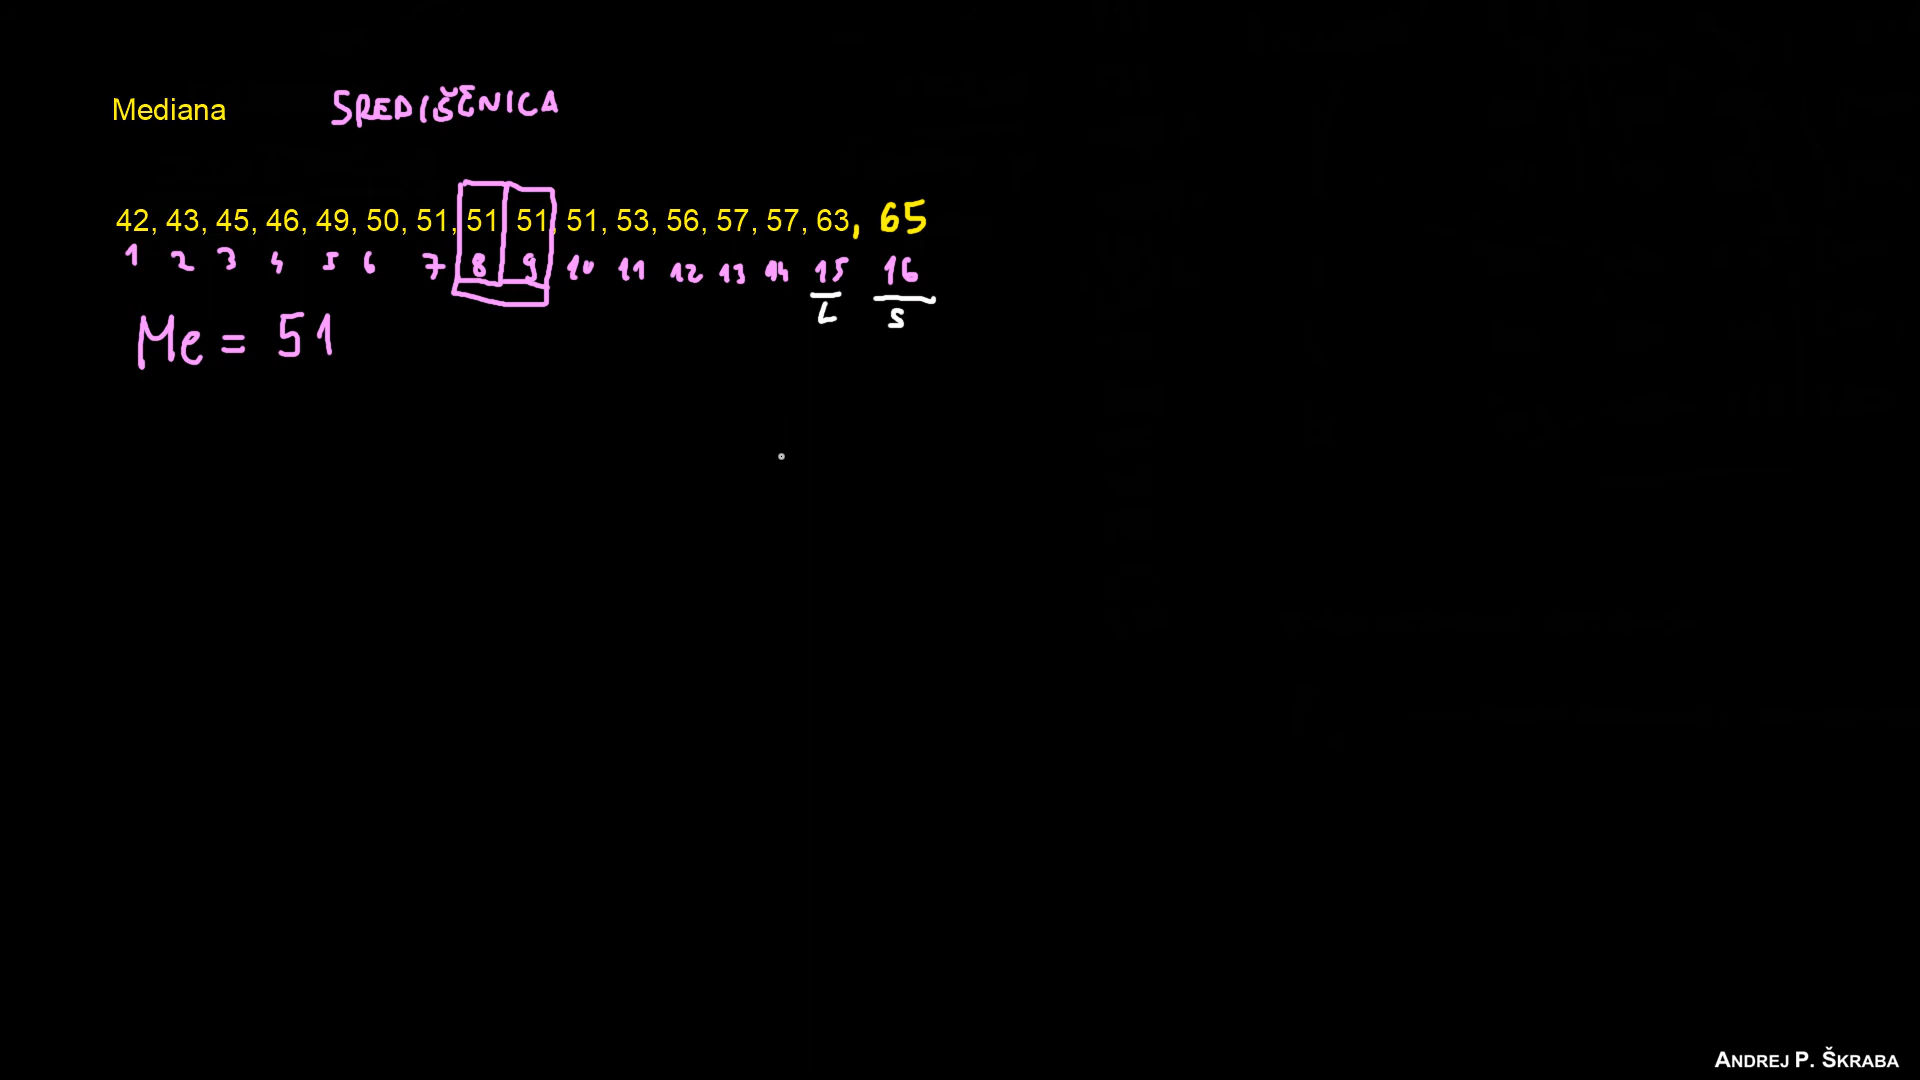 Mediana SREDIŠČNICA
42, 43, 45, 46, 49, 50, 51, 51, 51, 51, 53, 56, 57, 57, 63, 65
1 2 3 4 5 6 7 8 9 10 11 12 13 14 15 16
L S
Me = 51
ANDREJ P. ŠKRABA